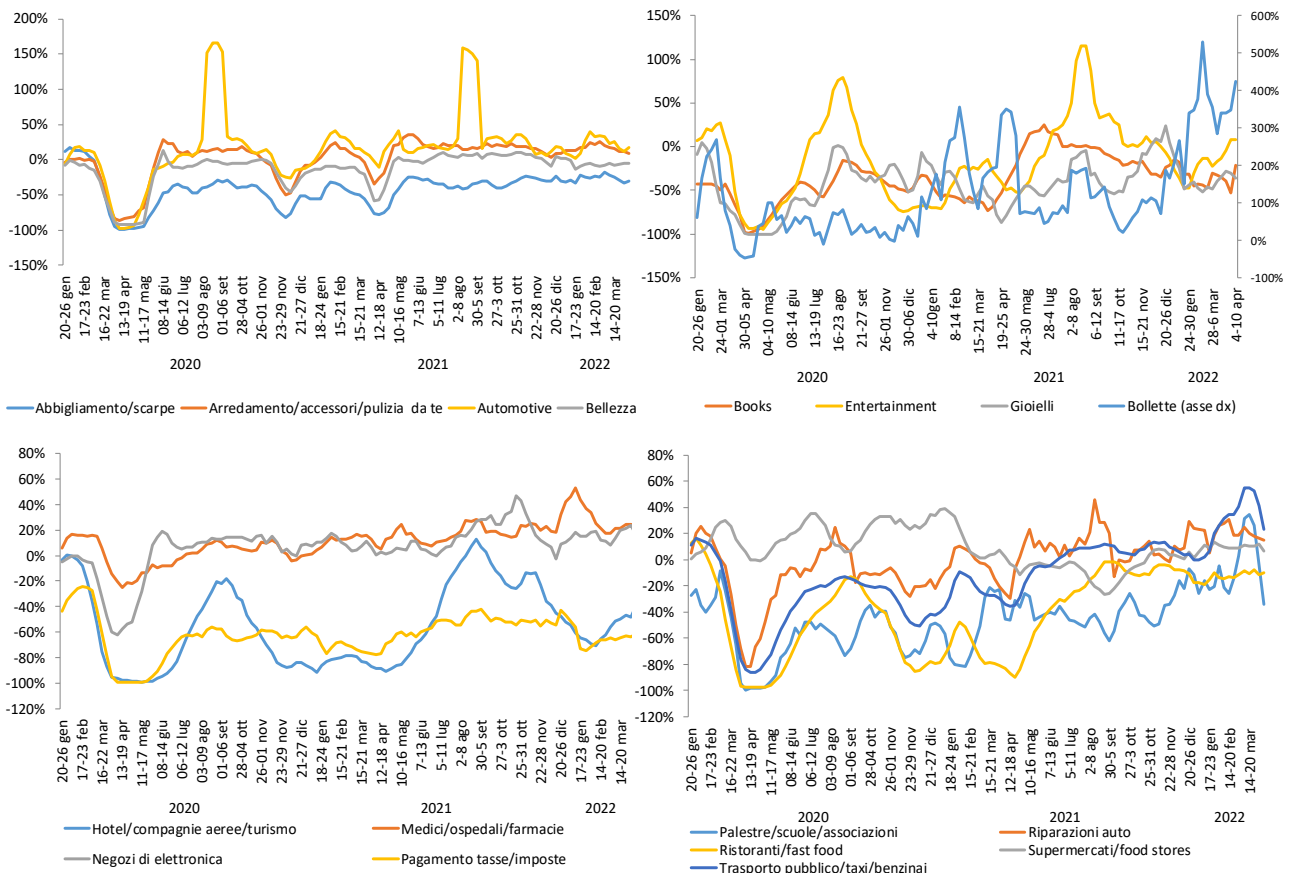 200%
150%
100%
50%
0%
-50%
-100%
-150%
20-26 gen
17-23 feb
16-22 mar
13-19 apr
11-17 mag
08-14 giu
06-12 lug
03-09 ago
01-06 set
28-04 ott
26-01 nov
23-29 nov
21-27 dic
18-24 gen
15-21 feb
15-21 mar
12-18 apr
10-16 mag
7-13 giu
5-11 lug
2-8 ago
30-5 set
27-3 ott
25-31 ott
22-28 nov
20-26 dic
17-23 gen
14-20 feb
14-20 mar
2020
2021
2022
Abbigliamento/scarpe
Arredamento/accessori/pulizia da te
Automotive
Bellezza
150%
100%
50%
0%
-50%
-100%
-150%
600%
500%
400%
300%
200%
100%
0%
-100%
20-26 gen
24-01 mar
30-05 apr
04-10 mag
08-14 giu
13-19 lug
16-23 ago
21-27 set
26-01 nov
30-06 dic
4-10gen
8-14 feb
15-21 mar
19-25 apr
24-30 mag
28-4 lug
2-8 ago
6-12 set
11-17 ott
15-21 nov
20-26 dic
24-30 gen
28-6 mar
4-10 apr
2020
2021
2022
Books
Entertainment
Gioielli
Bollette (asse dx)
80%
60%
40%
20%
0%
-20%
-40%
-60%
-80%
-100%
-120%
20-26 gen
17-23 feb
16-22 mar
13-19 apr
11-17 mag
08-14 giu
06-12 lug
03-09 ago
01-06 set
28-04 ott
26-01 nov
23-29 nov
21-27 dic
18-24 gen
15-21 feb
15-21 mar
12-18 apr
10-16 mag
7-13 giu
5-11 lug
2-8 ago
30-5 set
27-3 ott
25-31 ott
22-28 nov
20-26 dic
17-23 gen
14-20 feb
14-20 mar
2020
2021
2022
Hotel/compagnie aeree/turismo
Medici/ospedali/farmacie
Negozi di elettronica
Pagamento tasse/imposte
80%
60%
40%
20%
0%
-20%
-40%
-60%
-80%
-100%
-120%
20-26 gen
17-23 feb
16-22 mar
13-19 apr
11-17 mag
08-14 giu
06-12 lug
03-09 ago
01-06 set
28-04 ott
26-01 nov
23-29 nov
21-27 dic
18-24 gen
15-21 feb
15-21 mar
12-18 apr
10-16 mag
7-13 giu
5-11 lug
2-8 ago
30-5 set
27-3 ott
25-31 ott
22-28 nov
20-26 dic
17-23 gen
14-20 feb
14-20 mar
2020
2021
2022
Palestre/scuole/associazioni
Riparazioni auto
Ristoranti/fast food
Supermercati/food stores
Trasporto pubblico/taxi/benzinai